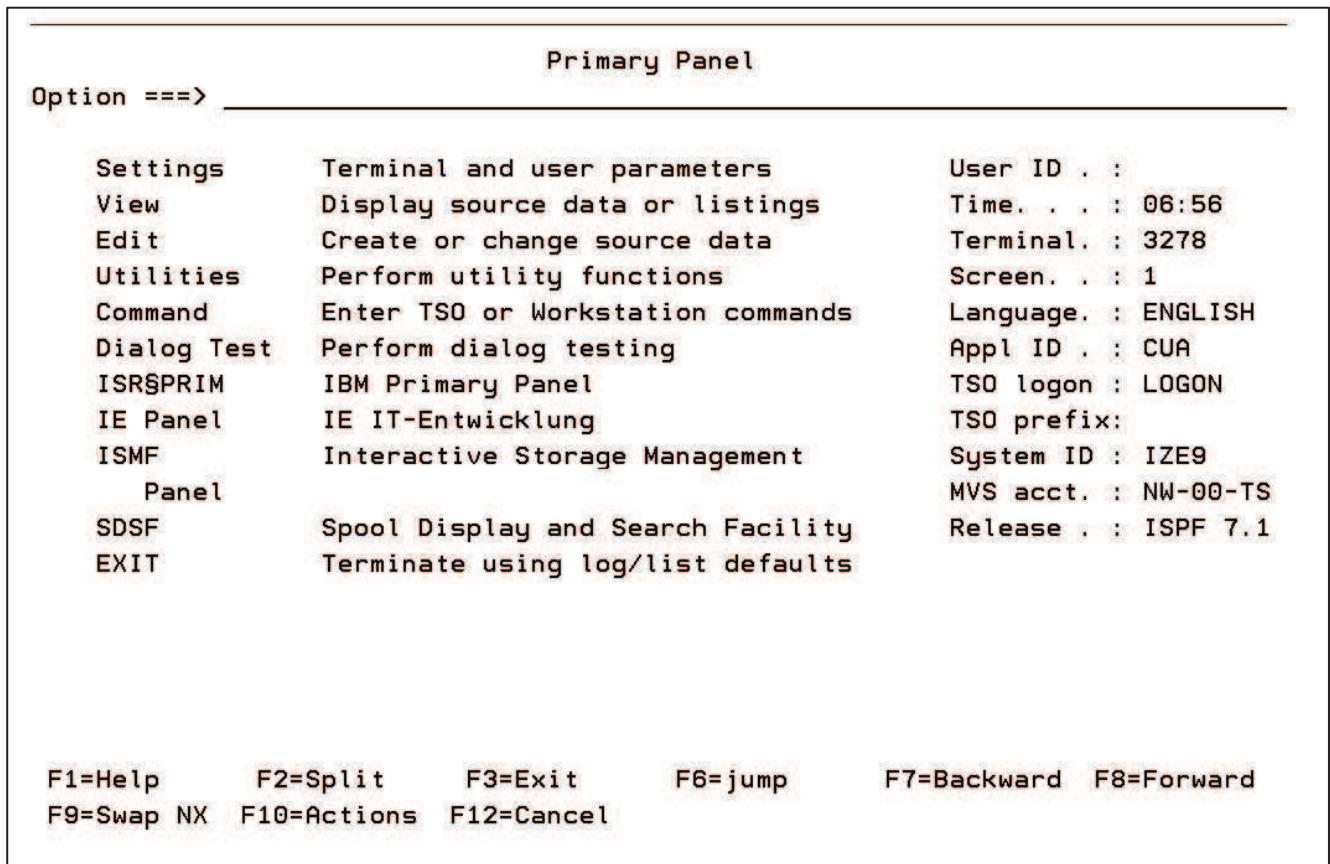 Primary Panel
Option ===>
Settings Terminal and user parameters User ID . :
View Display source data or listings Time. . . : 06:56
Edit Create or change source data Terminal. : 3278
Utilities Perform utility functions Screen. . : 1
Command Enter TSO or Workstation commands Language. : ENGLISH
Dialog Test Perform dialog testing Appl ID . : CUA
ISR§PRIM IBM Primary Panel TSO logon : LOGON
IE Panel IE IT-Entwicklung TSO prefix:
ISMF Interactive Storage Management System ID : IZE9
Panel MVS acct. : NW-00-TS
SDSF Spool Display and Search Facility Release . : ISPF 7.1
EXIT Terminate using log/list defaults
F1=Help F2=Split F3=Exit F6=jump F7=Backward F8=Forward
F9=Swap NX F10=Actions F12=Cancel